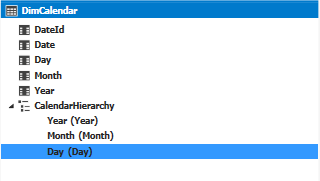 DimCalendar
DateId
Date
Day
Month
Year
CalendarHierarchy
Year (Year)
Month (Month)
Day (Day)